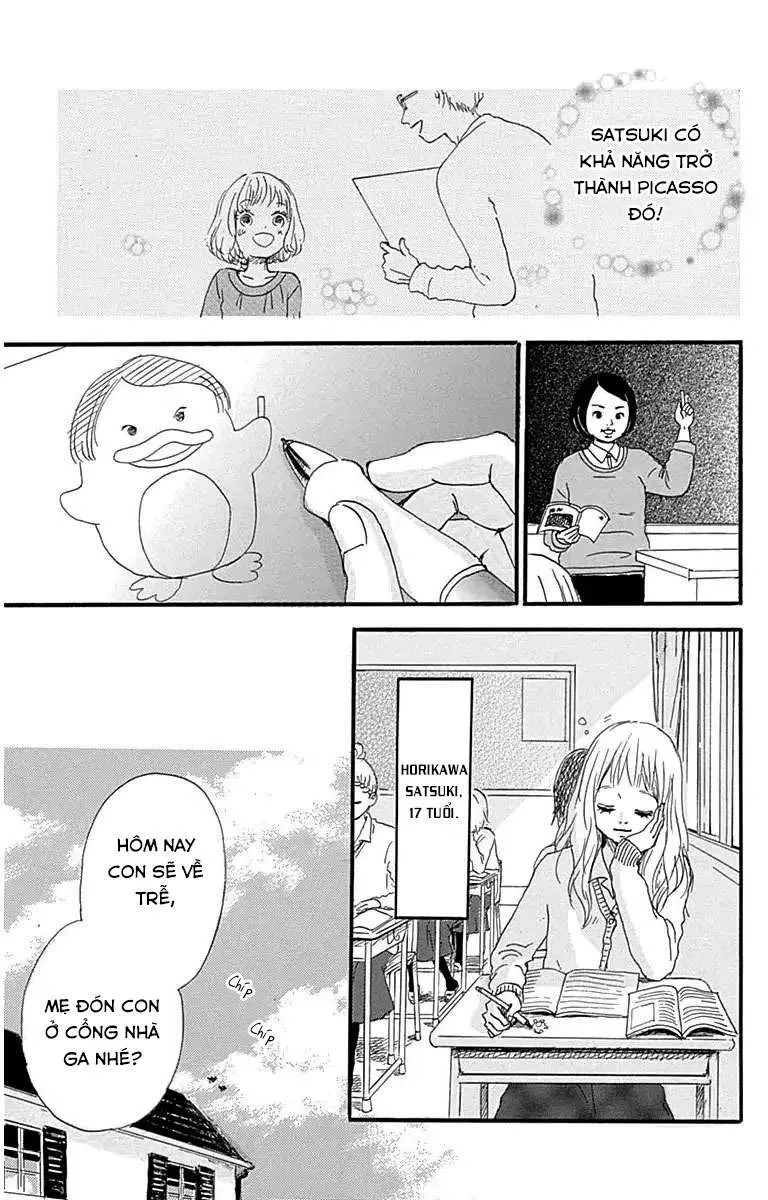 SATSUKI CÓ
KHẢ NĂNG TRỞ
THÀNH PICASSO
ĐÓ!
HORIKAWA
SATSUKI,
17 TUỔI.
HÔM NAY
CON SẼ VỀ
TRỄ,
Chíp
Chíp
MẸ ĐÓN CON
Ở CỔNG NHÀ
GA NHÉ?